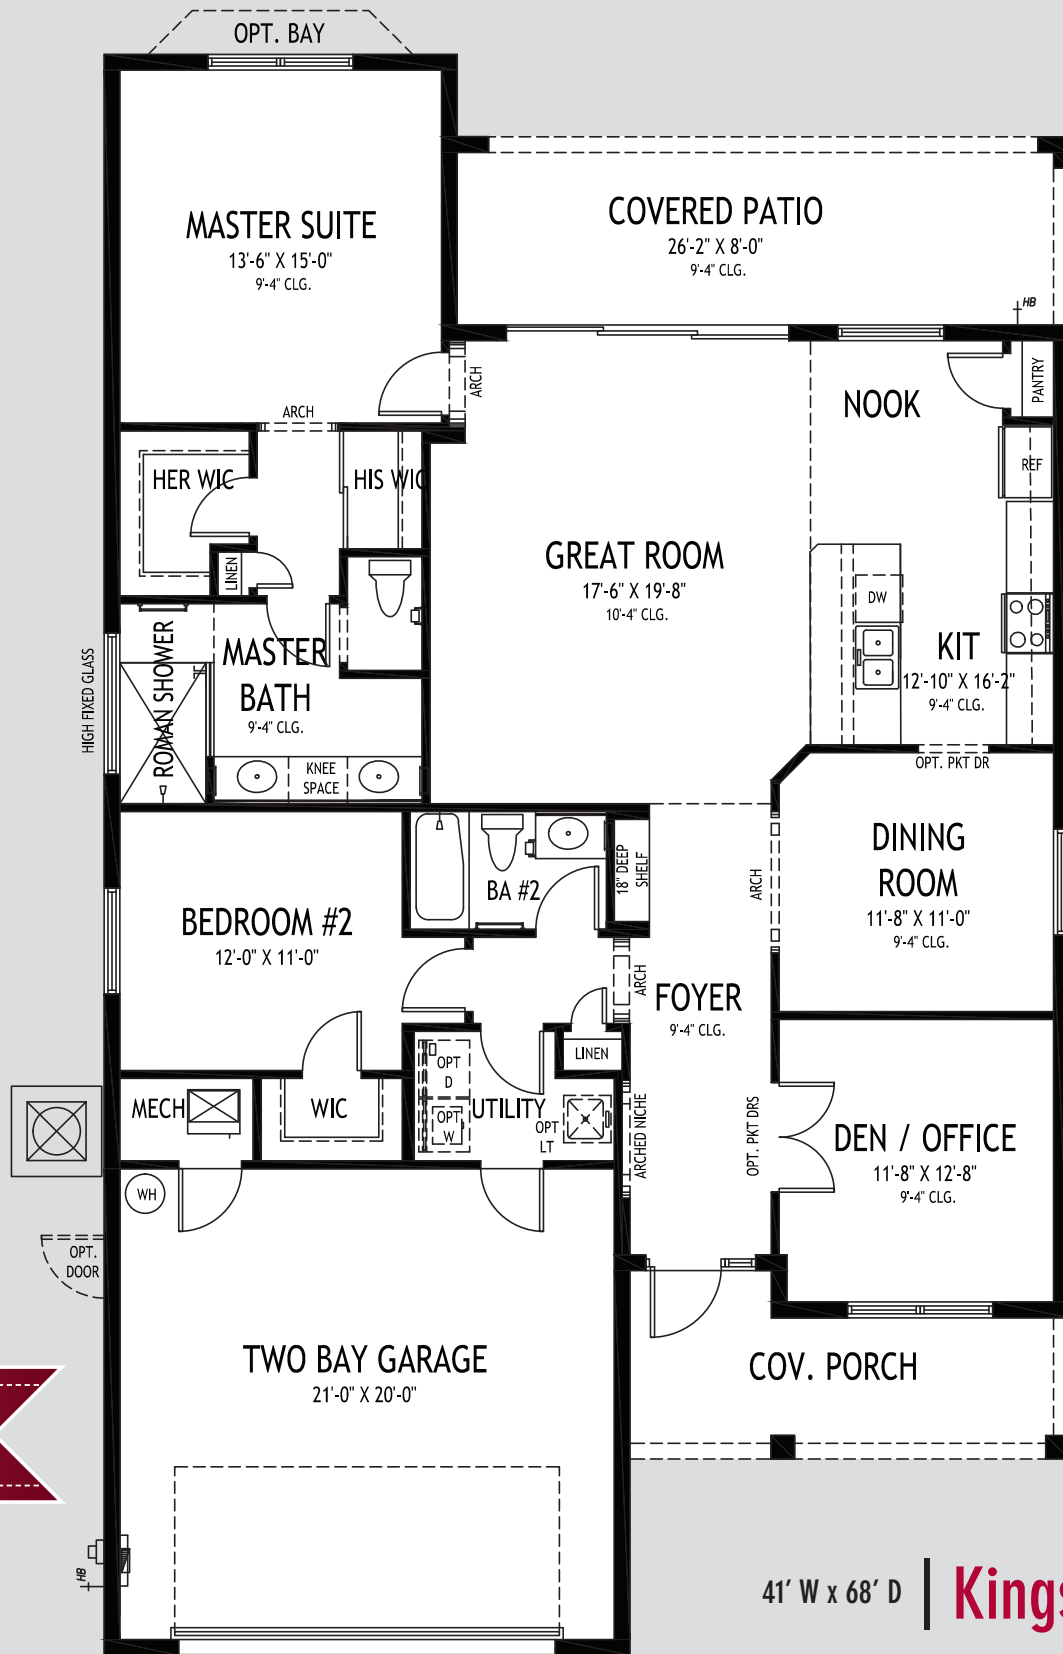 OPT. BAY
MASTER SUITE
13'-6" X 15'-0"
9'-4" CLG.
COVERED PATIO
26'-2" X 8'-0"
9'-4" CLG.
HB
ARCH
ARCH
NOOK
PANTRY
HER WIC
HIS WIC
REF
LINEN
GREAT ROOM
17'-6" X 19'-8"
10'-4" CLG.
DW
KIT
12'-10" X 16'-2"
9'-4" CLG.
HIGH FIXED GLASS
ROMAN SHOWER
MASTER
BATH
9'-4" CLG.
KNEE
SPACE
OPT. PKT DR
18" DEEP
SHELF
BA #2
ARCH
DINING
ROOM
11'-8" X 11'-0"
9'-4" CLG.
BEDROOM #2
12'-0" X 11'-0"
ARCH
FOYER
9'-4" CLG.
LINEN
OPT
D
OPT
W
UTILITY
OPT
LT
MECH
WIC
ARCHED NICHE
OPT. PKT DRS
DEN / OFFICE
11'-8" X 12'-8"
9'-4" CLG.
WH
OPT.
DOOR
TWO BAY GARAGE
21'-0" X 20'-0"
COV. PORCH
HB
41' W x 68' D
Kings